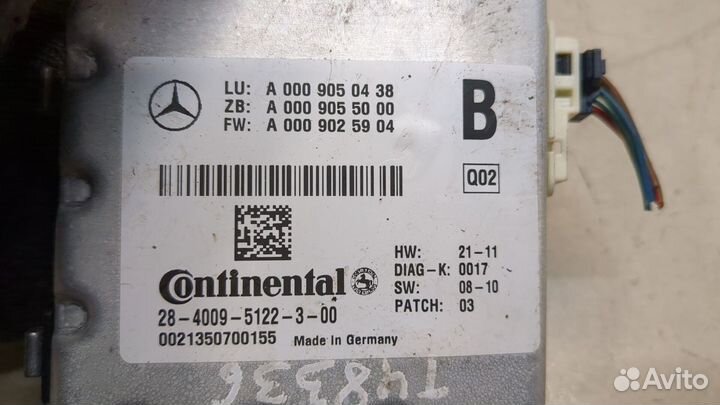 LU: A 000 905 04 38
ZB: A 000 905 50 00
FW: A 000 902 59 04
B
Q02
HW: 21-11
DIAG-K: 0017
SW: 08-10
PATCH: 03
Continental
28-4009-5122-3-00
0021350700155 Made in Germany
T48336
Avito